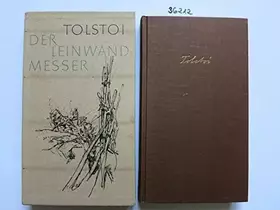 36212
TOLSTOI
DER
LEINWAND
MESSER
Tolstoi